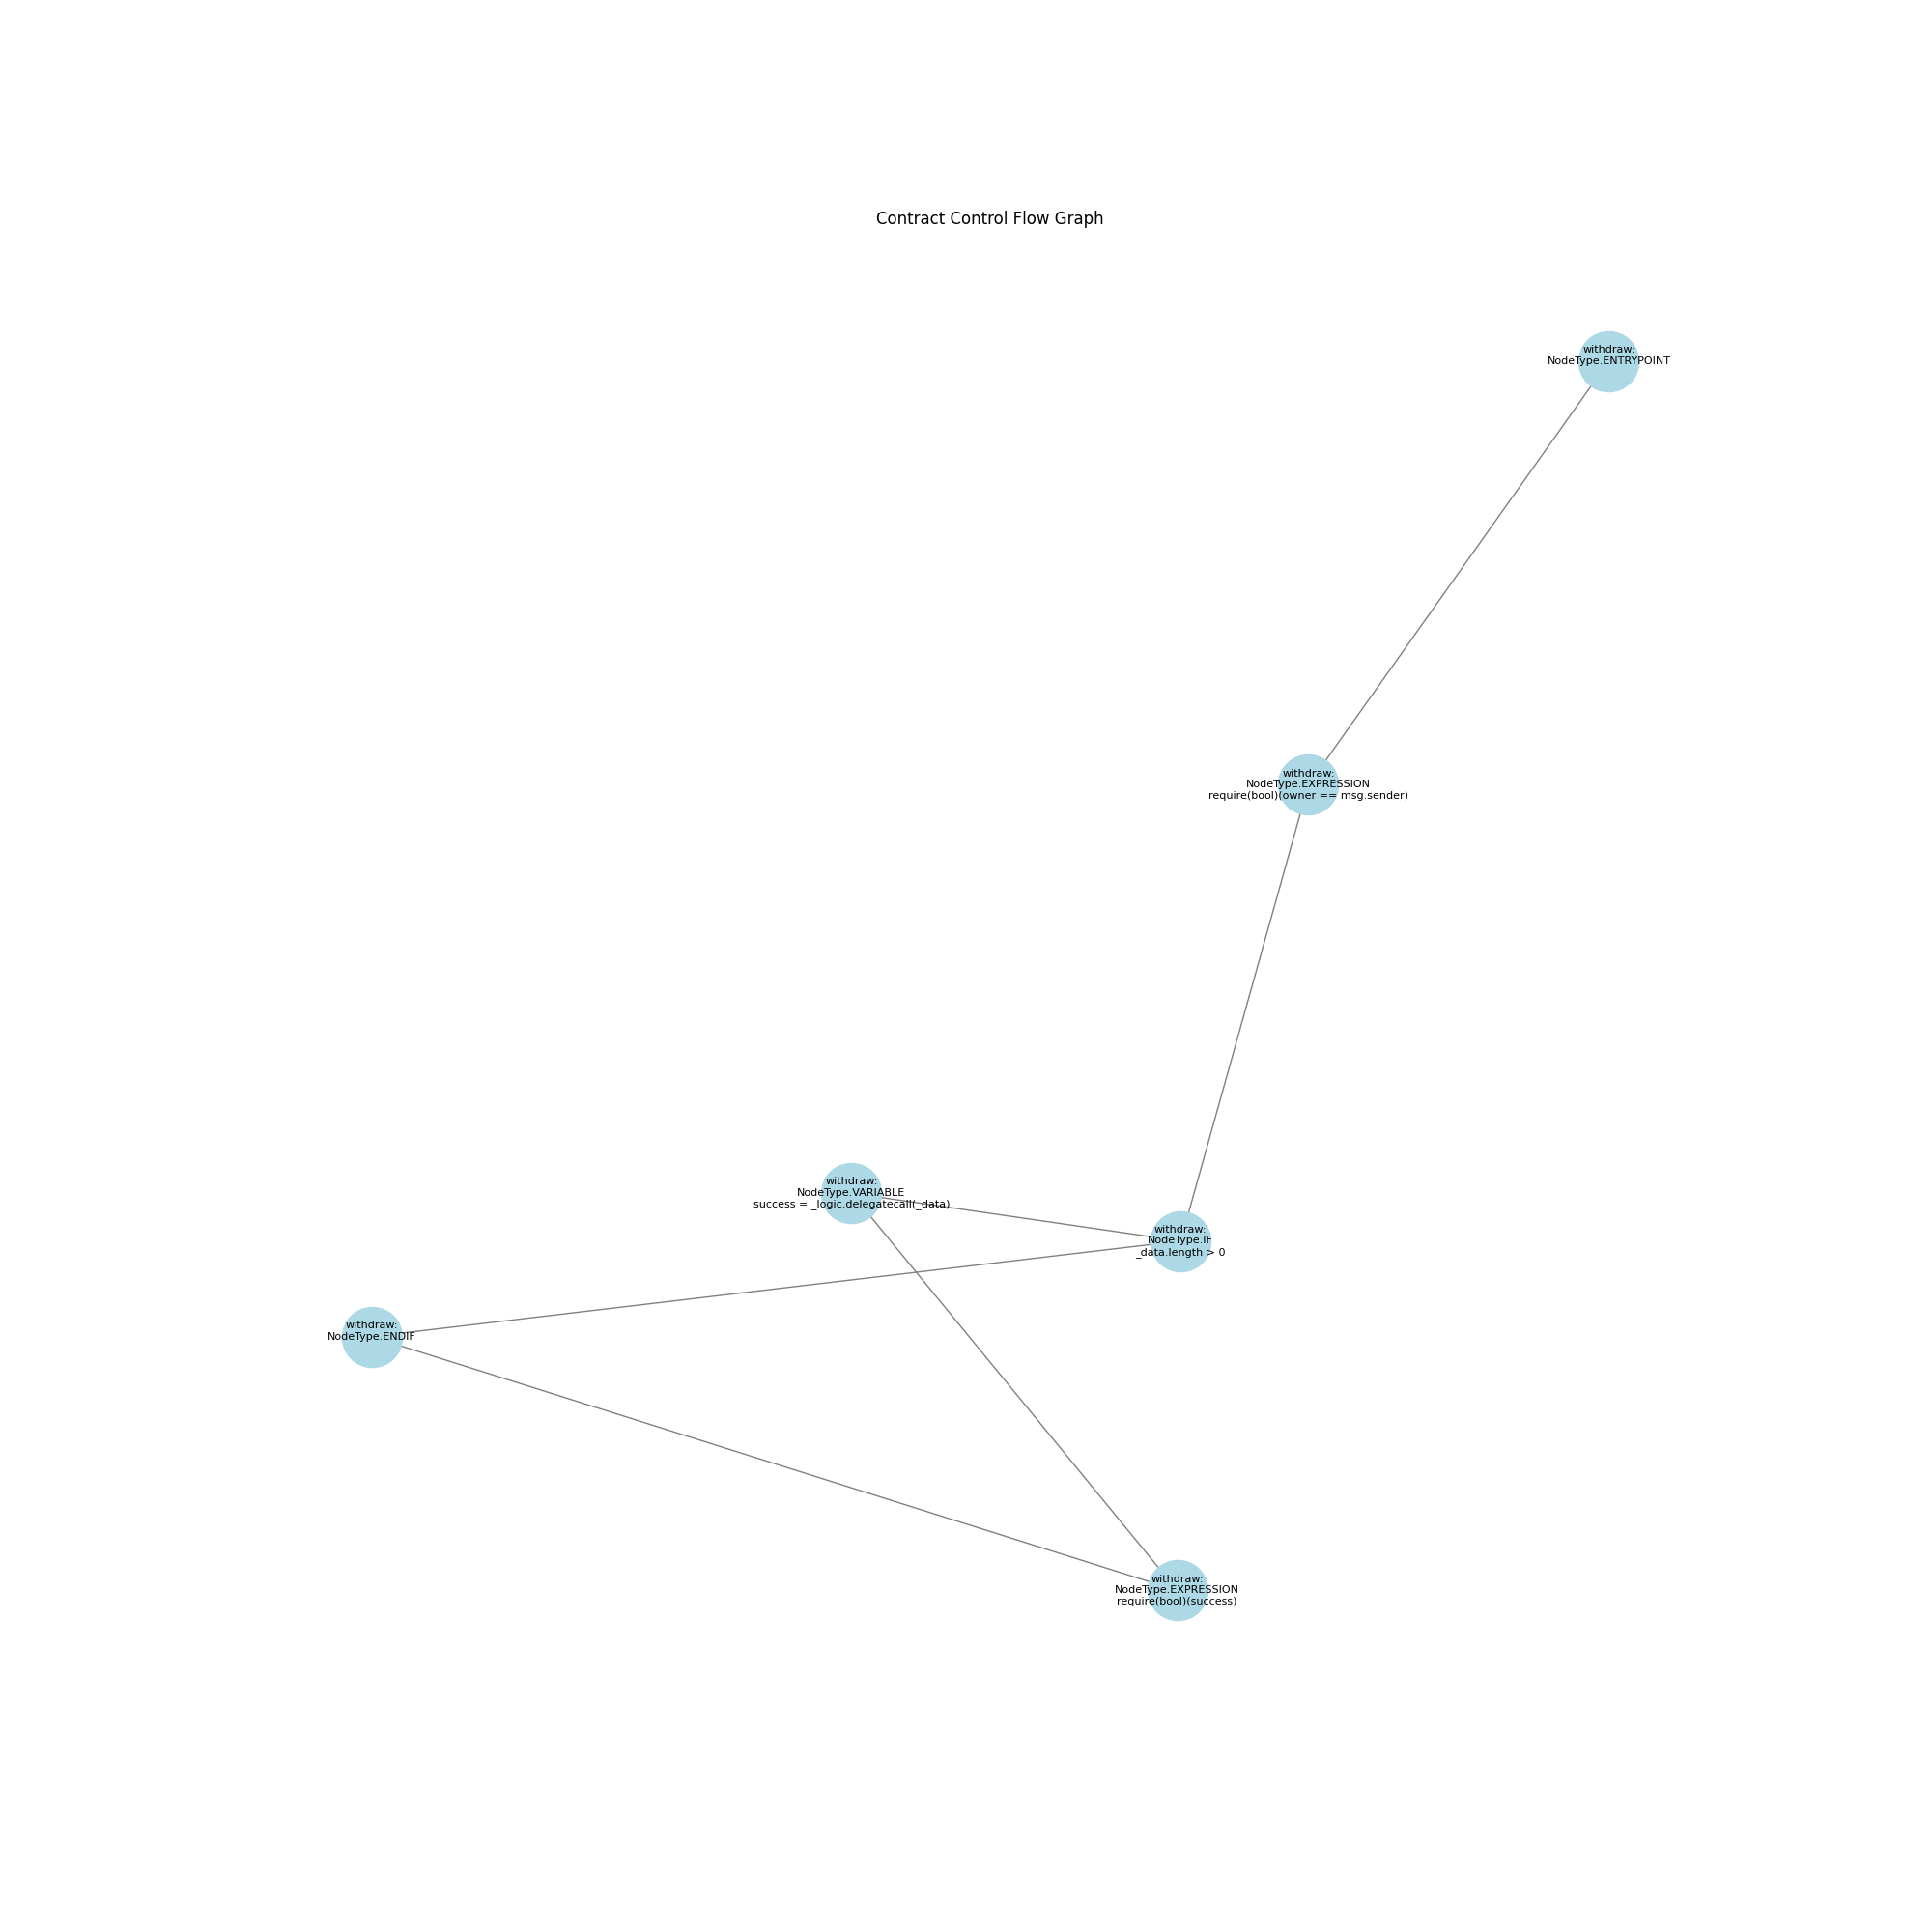 Contract Control Flow Graph
withdraw:
NodeType.ENTRYPOINT
withdraw:
NodeType.EXPRESSION
require(bool)(owner == msg.sender)
withdraw:
NodeType.VARIABLE
success = _logic.delegatecall(_data)
withdraw:
NodeType.IF
_data.length > 0
withdraw:
NodeType.ENDIF
withdraw:
NodeType.EXPRESSION
require(bool)(success)